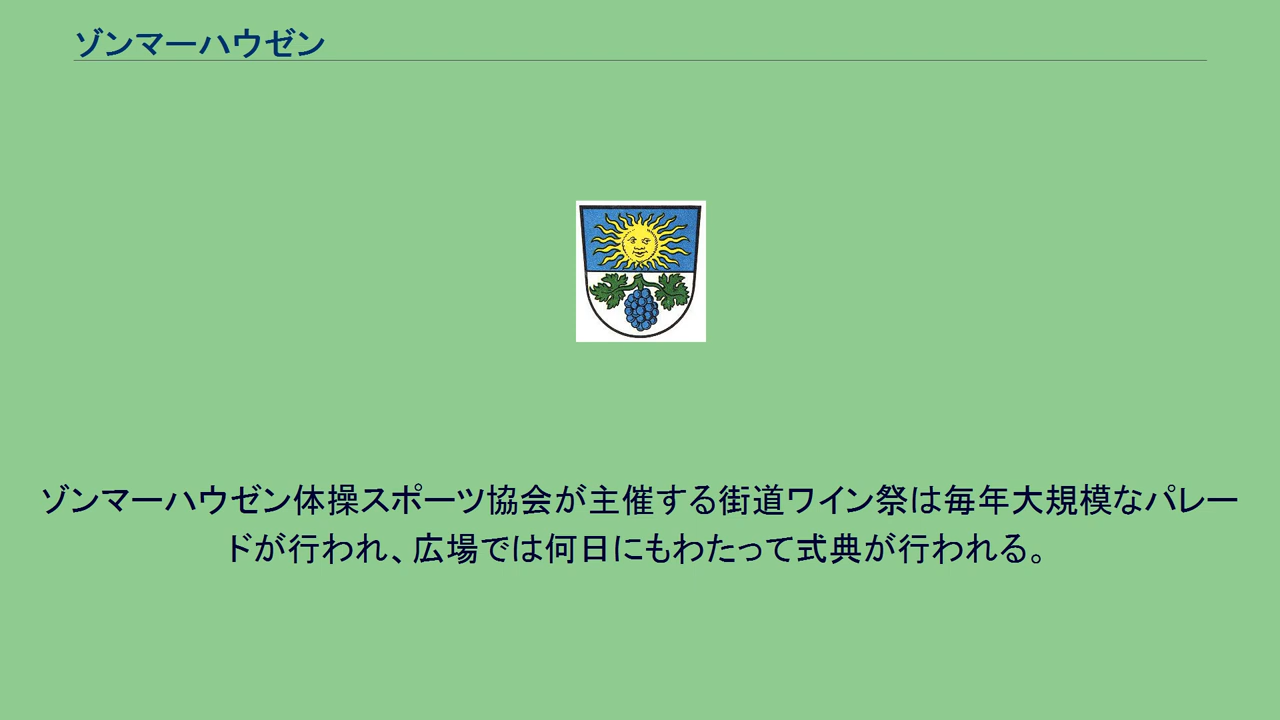 ゾンマーハウゼン
ゾンマーハウゼン体操スポーツ協会が主催する街道ワイン祭は毎年大規模なパレー
ドが行われ、広場では何日にもわたって式典が行われる。